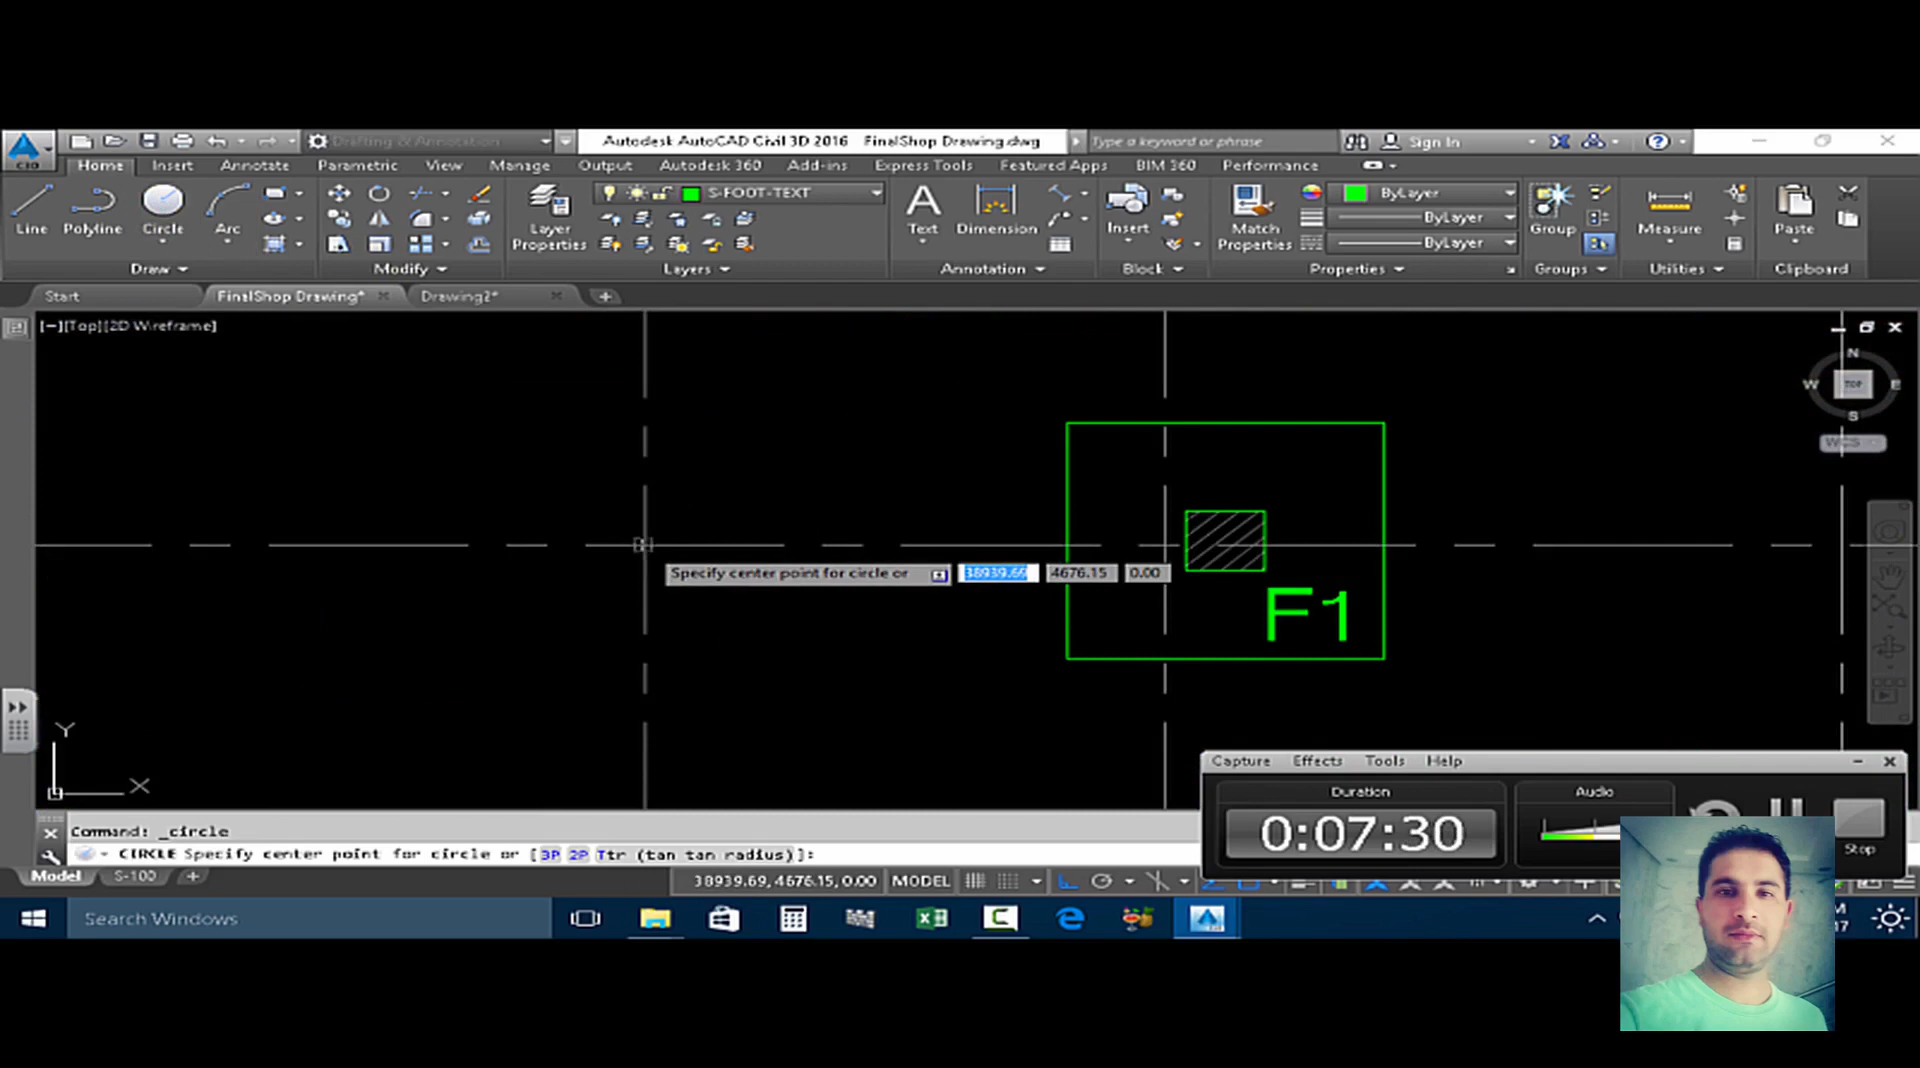 Drafting & Annotation
Autodesk AutoCAD Civil 3D 2016 FinalShop Drawing.dwg
Type a keyword or phrase
Sign In
Home Insert Annotate Parametric View Manage Output Autodesk 360 Add-ins Express Tools Featured Apps BIM 360 Performance
S-FOOT-TEXT
ByLayer
ByLayer
ByLayer
Line Polyline Circle Arc
Layer Properties
Text Dimension
Insert
Match Properties
Group
Measure
Paste
Draw Modify Layers Annotation Block Properties Groups Utilities Clipboard
Start FinalShop Drawing* Drawing2*
[−][Top][2D Wireframe]
N
W TOP E
S
WCS
Specify center point for circle or 38939.69 4676.15 0.00
F1
Y
X
Capture Effects Tools Help
Duration Audio
0:07:30
Stop
Command: _circle
CIRCLE Specify center point for circle or [3P 2P Ttr (tan tan radius)]:
Model S-100
38939.69, 4676.15, 0.00 MODEL
Search Windows